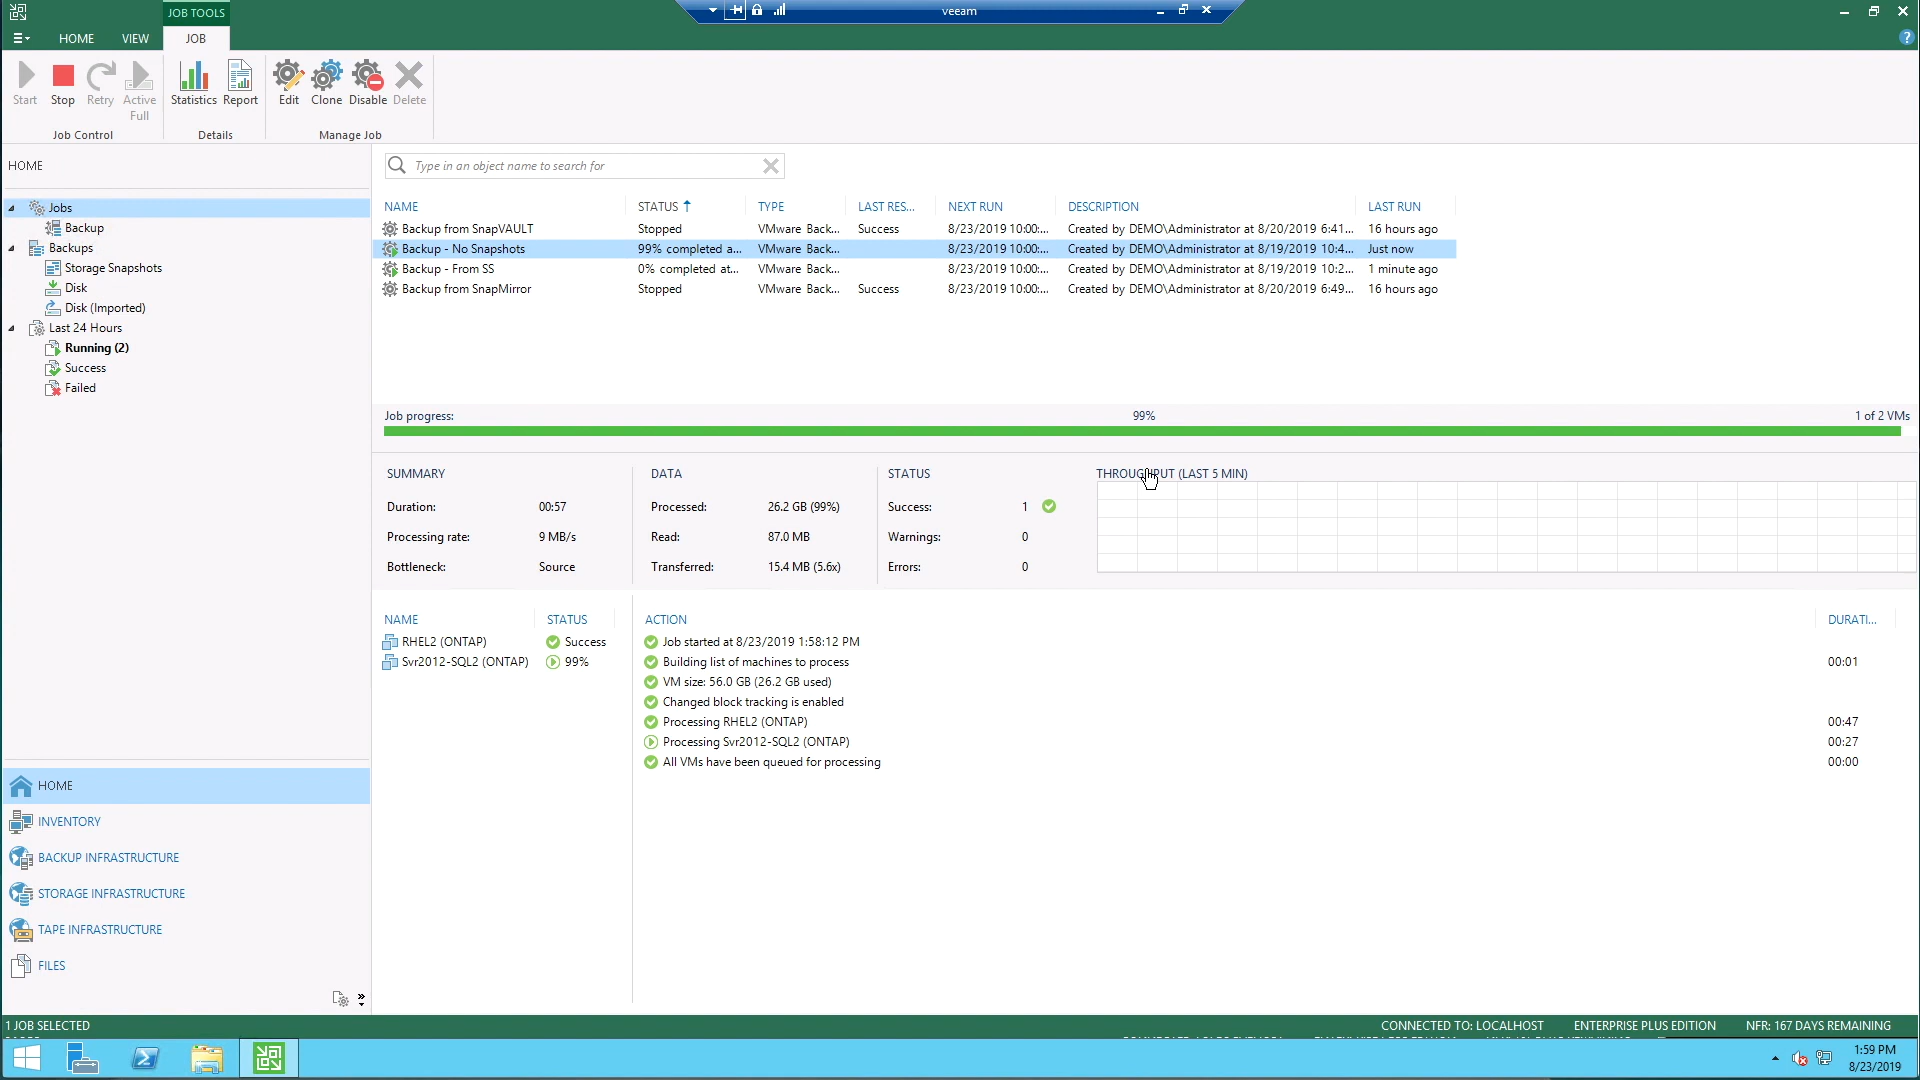 JOB TOOLS
veeam
HOME VIEW JOB
Start Stop Retry Active Full Statistics Report Edit Clone Disable Delete
Job Control Details Manage Job
HOME
Type in an object name to search for
Jobs
Backup
Backups
Storage Snapshots
Disk
Disk (Imported)
Last 24 Hours
Running (2)
Success
Failed
NAME STATUS TYPE LAST RES... NEXT RUN DESCRIPTION LAST RUN
Backup from SnapVAULT Stopped VMware Back... Success 8/23/2019 10:00:... Created by DEMO\Administrator at 8/20/2019 6:41... 16 hours ago
Backup - No Snapshots 99% completed a... VMware Back... 8/23/2019 10:00:... Created by DEMO\Administrator at 8/19/2019 10:4... Just now
Backup - From SS 0% completed at... VMware Back... 8/23/2019 10:00:... Created by DEMO\Administrator at 8/19/2019 10:2... 1 minute ago
Backup from SnapMirror Stopped VMware Back... Success 8/23/2019 10:00:... Created by DEMO\Administrator at 8/20/2019 6:49... 16 hours ago
Job progress: 99% 1 of 2 VMs
SUMMARY DATA STATUS THROUGHPUT (LAST 5 MIN)
Duration: 00:57 Processed: 26.2 GB (99%) Success: 1
Processing rate: 9 MB/s Read: 87.0 MB Warnings: 0
Bottleneck: Source Transferred: 15.4 MB (5.6x) Errors: 0
NAME STATUS ACTION DURATI...
RHEL2 (ONTAP) Success Job started at 8/23/2019 1:58:12 PM
Svr2012-SQL2 (ONTAP) 99% Building list of machines to process 00:01
VM size: 56.0 GB (26.2 GB used)
Changed block tracking is enabled
Processing RHEL2 (ONTAP) 00:47
Processing Svr2012-SQL2 (ONTAP) 00:27
All VMs have been queued for processing 00:00
HOME
INVENTORY
BACKUP INFRASTRUCTURE
STORAGE INFRASTRUCTURE
TAPE INFRASTRUCTURE
FILES
1 JOB SELECTED CONNECTED TO: LOCALHOST ENTERPRISE PLUS EDITION NFR: 167 DAYS REMAINING
1:59 PM
8/23/2019